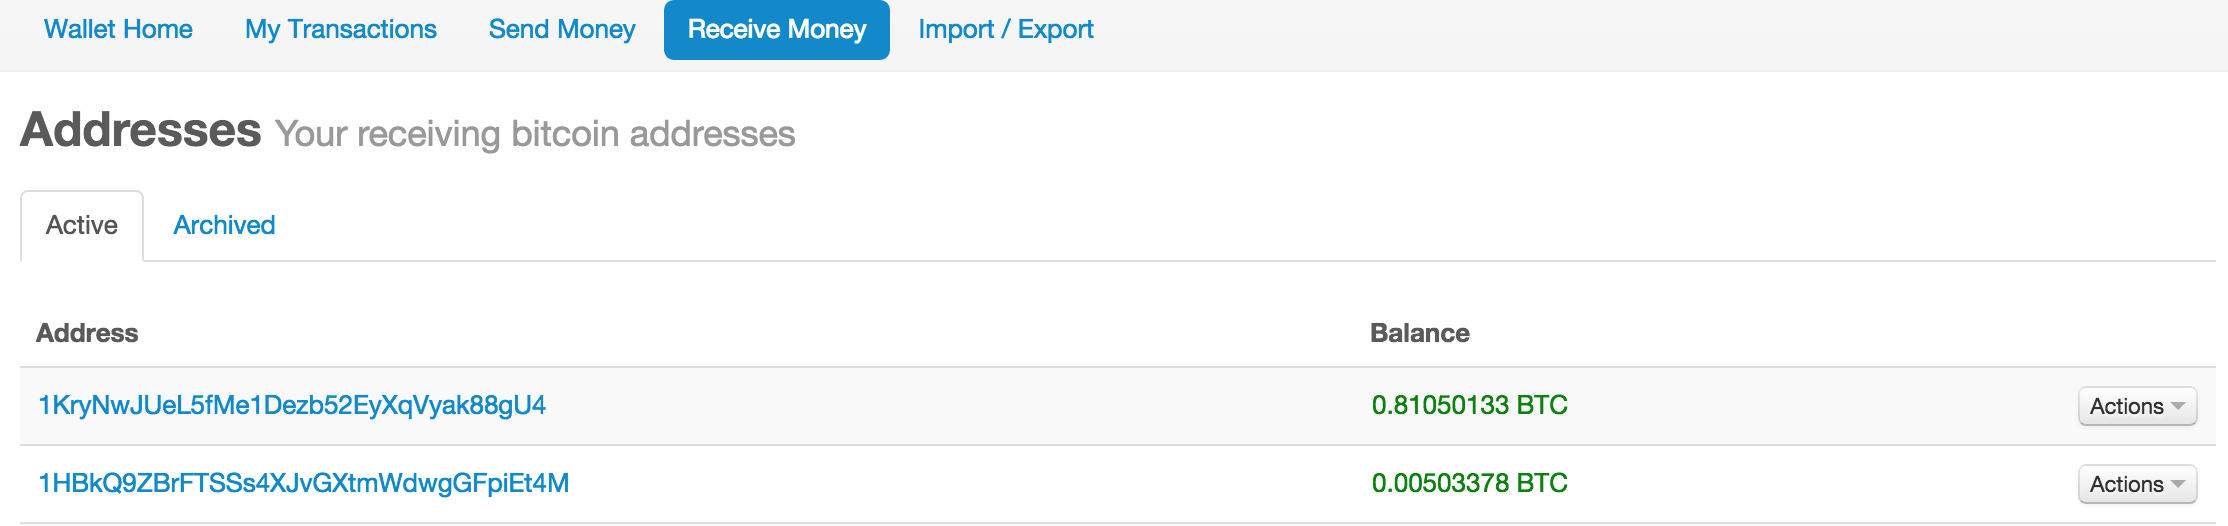 Wallet Home My Transactions Send Money Receive Money Import / Export
Addresses Your receiving bitcoin addresses
Active Archived
Address Balance
1KryNwJUeL5fMe1Dezb52EyXqVyak88gU4 0.81050133 BTC Actions
1HBkQ9ZBrFTSSs4XJvGXtmWdwgGFpiEt4M 0.00503378 BTC Actions